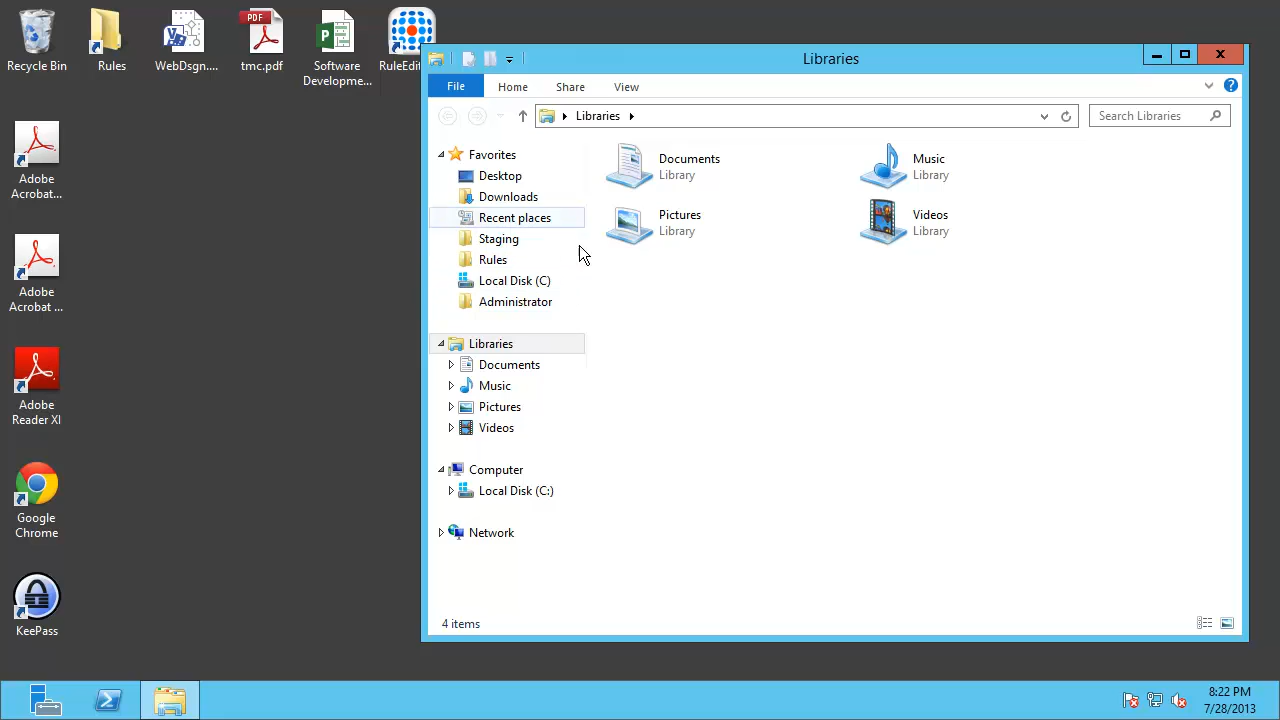 PDF
Recycle Bin
Rules
WebDsgn....
tmc.pdf
Software
Developme...
RuleEdit
Adobe
Acrobat...
Adobe
Acrobat ...
Adobe
Reader XI
Google
Chrome
KeePass
Libraries
File
Home
Share
View
Libraries
Search Libraries
Favorites
Desktop
Downloads
Recent places
Staging
Rules
Local Disk (C)
Administrator
Libraries
Documents
Music
Pictures
Videos
Computer
Local Disk (C:)
Network
Documents
Library
Music
Library
Pictures
Library
Videos
Library
4 items
8:22 PM
7/28/2013